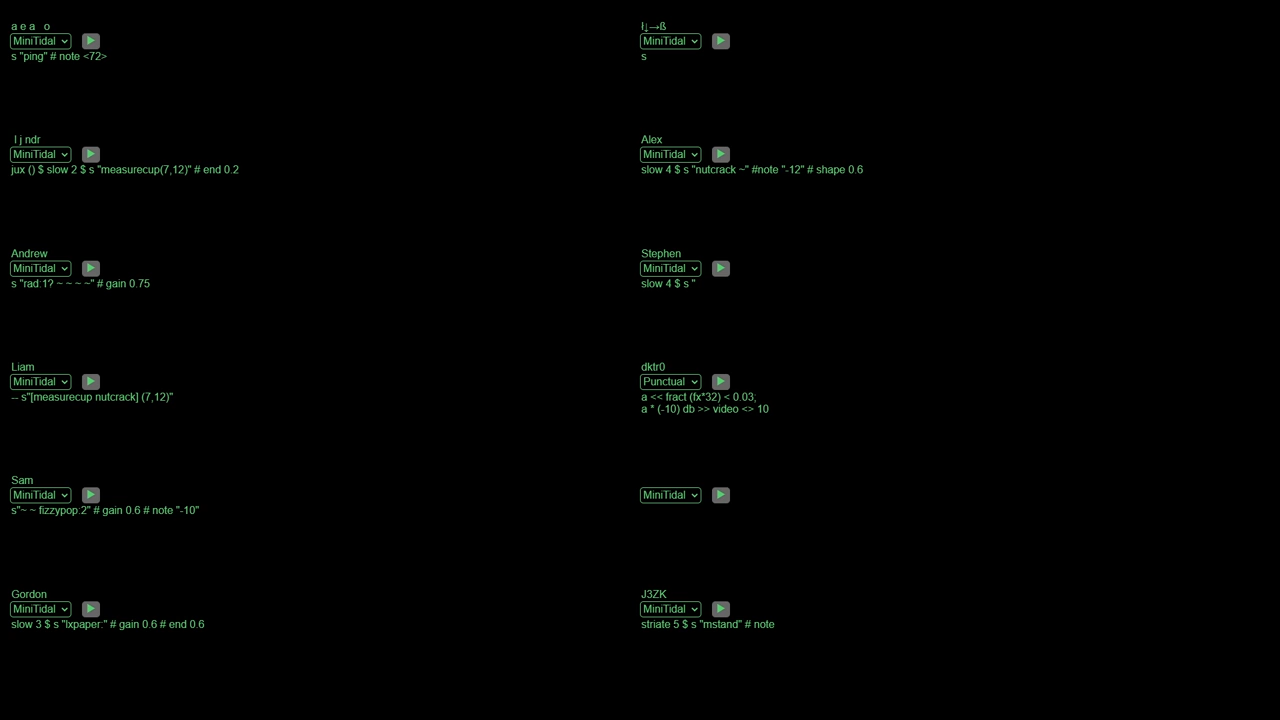 a e a   o
MiniTidal
s "ping" # note <72>
ł↓→ß
MiniTidal
s
l j ndr
MiniTidal
jux () $ slow 2 $ s "measurecup(7,12)" # end 0.2
Alex
MiniTidal
slow 4 $ s "nutcrack ~" #note "-12" # shape 0.6
Andrew
MiniTidal
s "rad:1? ~ ~ ~ ~" # gain 0.75
Stephen
MiniTidal
slow 4 $ s "
Liam
MiniTidal
-- s"[measurecup nutcrack] (7,12)"
dktr0
Punctual
a << fract (fx*32) < 0.03;
a * (-10) db >> video <> 10
Sam
MiniTidal
s"~ ~ fizzypop:2" # gain 0.6 # note "-10"
MiniTidal
Gordon
MiniTidal
slow 3 $ s "lxpaper:" # gain 0.6 # end 0.6
J3ZK
MiniTidal
striate 5 $ s "mstand" # note